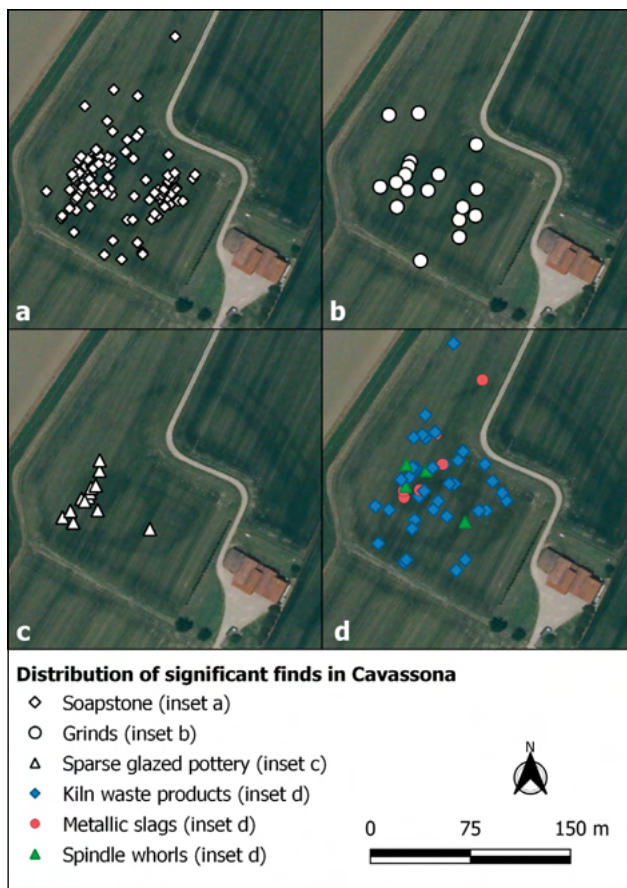 a
b
c
d
Distribution of significant finds in Cavassona
Soapstone (inset a)
Grinds (inset b)
Sparse glazed pottery (inset c)
Kiln waste products (inset d)
Metallic slags (inset d)
Spindle whorls (inset d)
N
0 75 150 m